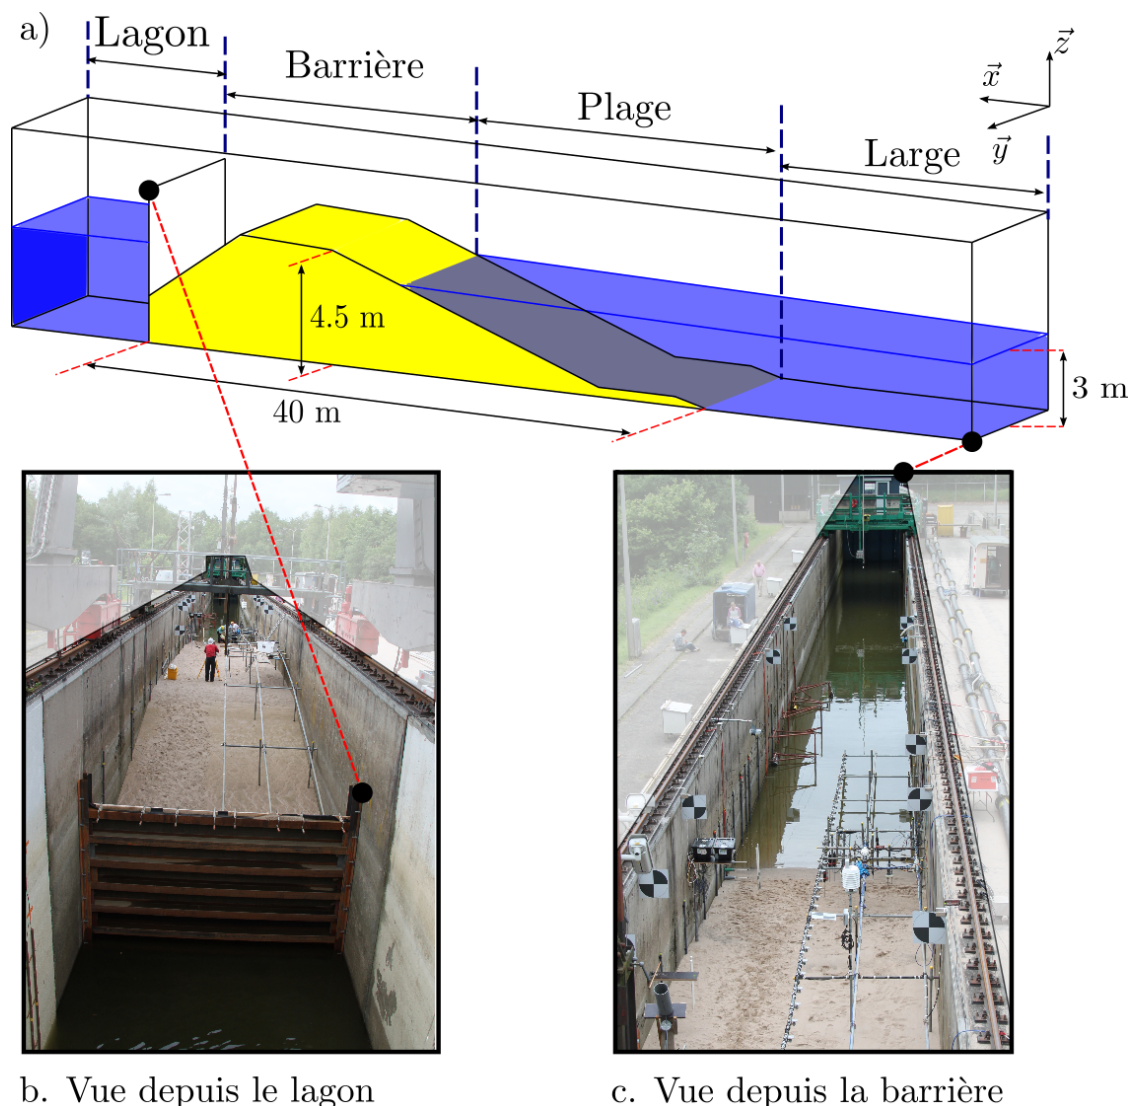 a)
Lagon
Barrière
Plage
Large
z⃗
x⃗
y⃗
4.5 m
40 m
3 m
b. Vue depuis le lagon
c. Vue depuis la barrière